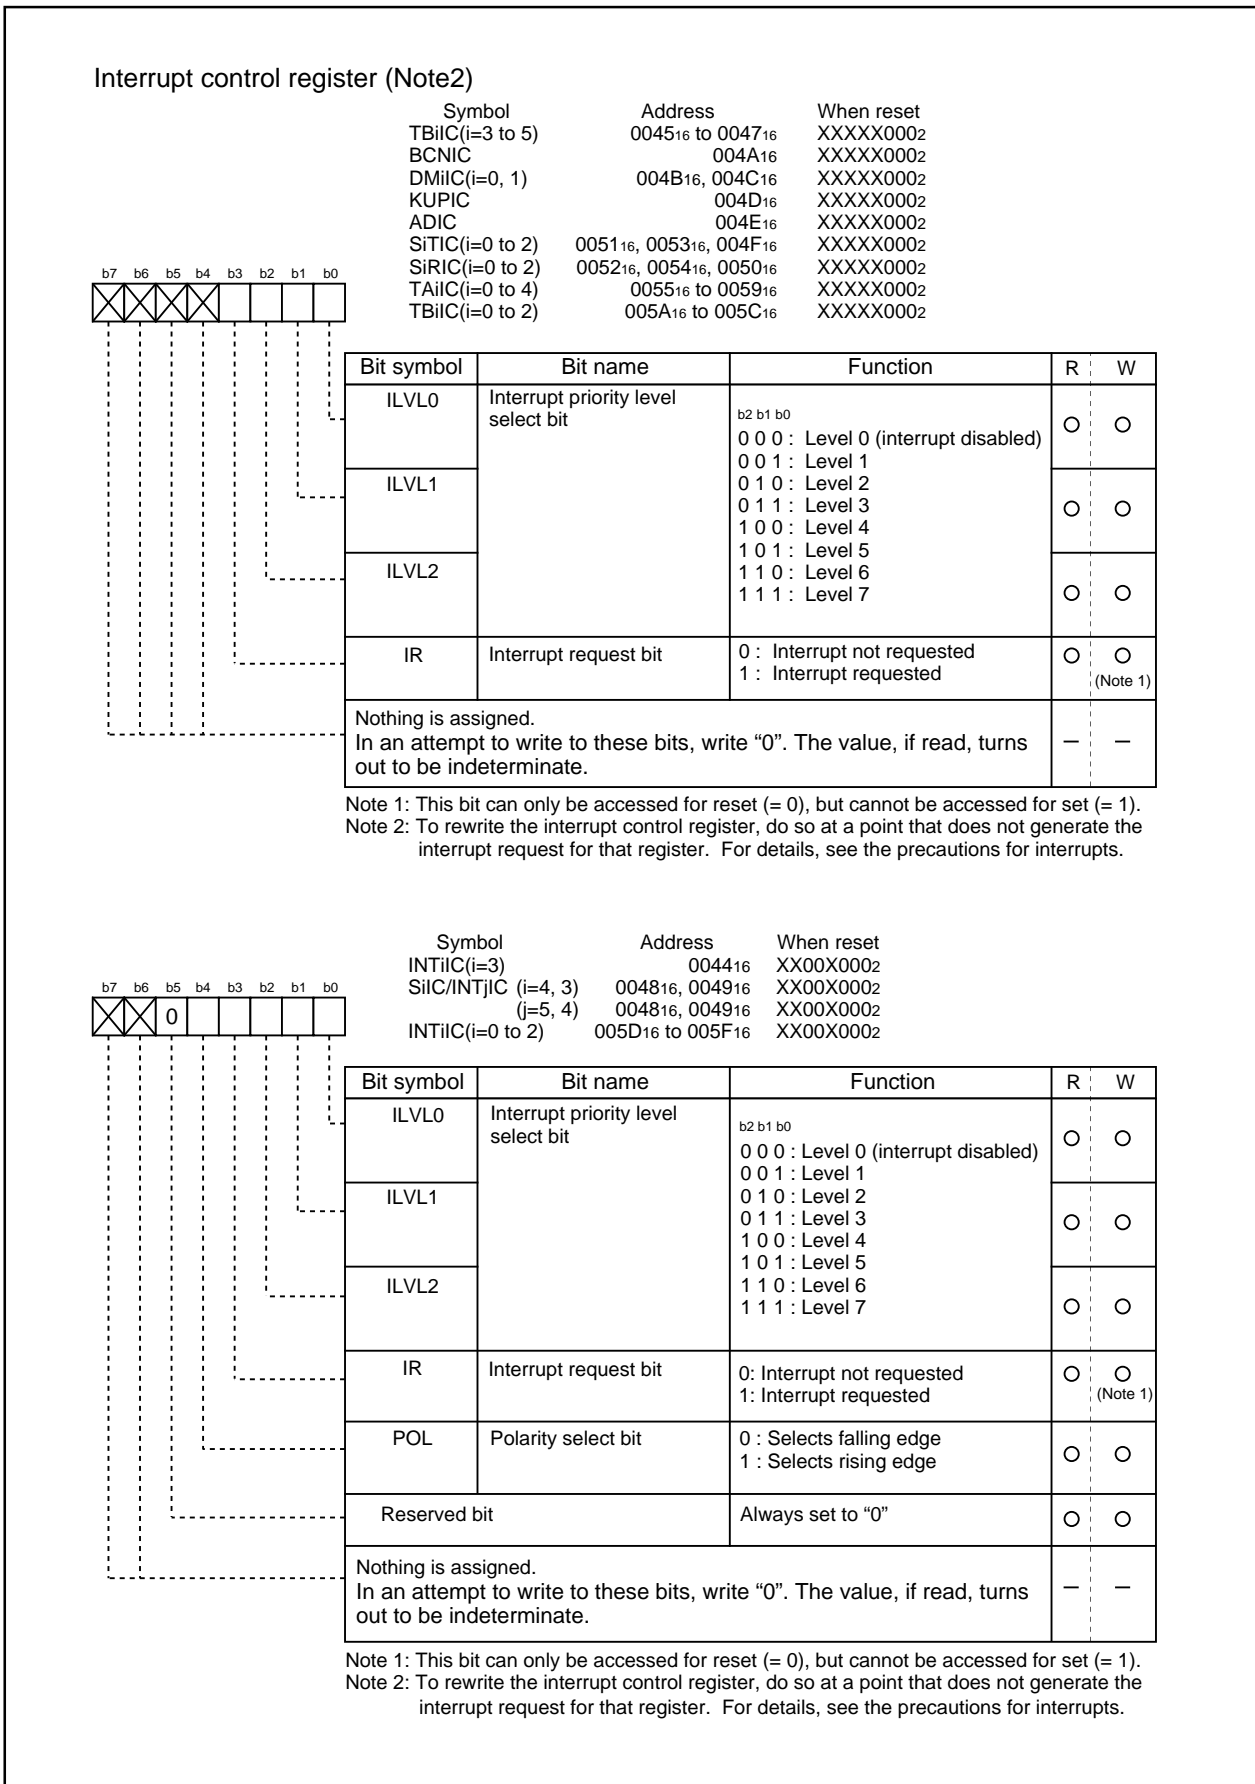 Interrupt control register (Note2)
Symbol Address When reset
TBiIC(i=3 to 5) 004516 to 004716 XXXXX0002
BCNIC 004A16 XXXXX0002
DMiIC(i=0, 1) 004B16, 004C16 XXXXX0002
KUPIC 004D16 XXXXX0002
ADIC 004E16 XXXXX0002
SiTIC(i=0 to 2) 005116, 005316, 004F16 XXXXX0002
SiRIC(i=0 to 2) 005216, 005416, 005016 XXXXX0002
TAiIC(i=0 to 4) 005516 to 005916 XXXXX0002
TBiIC(i=0 to 2) 005A16 to 005C16 XXXXX0002
b7 b6 b5 b4 b3 b2 b1 b0
Bit symbol Bit name Function R W
ILVL0 Interrupt priority level
select bit
b2 b1 b0
0 0 0 : Level 0 (interrupt disabled)
0 0 1 : Level 1
ILVL1 0 1 0 : Level 2
0 1 1 : Level 3
1 0 0 : Level 4
1 0 1 : Level 5
ILVL2 1 1 0 : Level 6
1 1 1 : Level 7
IR Interrupt request bit 0 : Interrupt not requested
1 : Interrupt requested
(Note 1)
Nothing is assigned.
In an attempt to write to these bits, write “0”. The value, if read, turns
out to be indeterminate.
Note 1: This bit can only be accessed for reset (= 0), but cannot be accessed for set (= 1).
Note 2: To rewrite the interrupt control register, do so at a point that does not generate the
interrupt request for that register. For details, see the precautions for interrupts.
Symbol Address When reset
INTiIC(i=3) 004416 XX00X0002
SiIC/INTjIC (i=4, 3) 004816, 004916 XX00X0002
(j=5, 4) 004816, 004916 XX00X0002
INTiIC(i=0 to 2) 005D16 to 005F16 XX00X0002
b7 b6 b5 b4 b3 b2 b1 b0
0
Bit symbol Bit name Function R W
ILVL0 Interrupt priority level
select bit
b2 b1 b0
0 0 0 : Level 0 (interrupt disabled)
0 0 1 : Level 1
ILVL1 0 1 0 : Level 2
0 1 1 : Level 3
1 0 0 : Level 4
1 0 1 : Level 5
ILVL2 1 1 0 : Level 6
1 1 1 : Level 7
IR Interrupt request bit 0: Interrupt not requested
1: Interrupt requested
(Note 1)
POL Polarity select bit 0 : Selects falling edge
1 : Selects rising edge
Reserved bit Always set to “0”
Nothing is assigned.
In an attempt to write to these bits, write “0”. The value, if read, turns
out to be indeterminate.
Note 1: This bit can only be accessed for reset (= 0), but cannot be accessed for set (= 1).
Note 2: To rewrite the interrupt control register, do so at a point that does not generate the
interrupt request for that register. For details, see the precautions for interrupts.